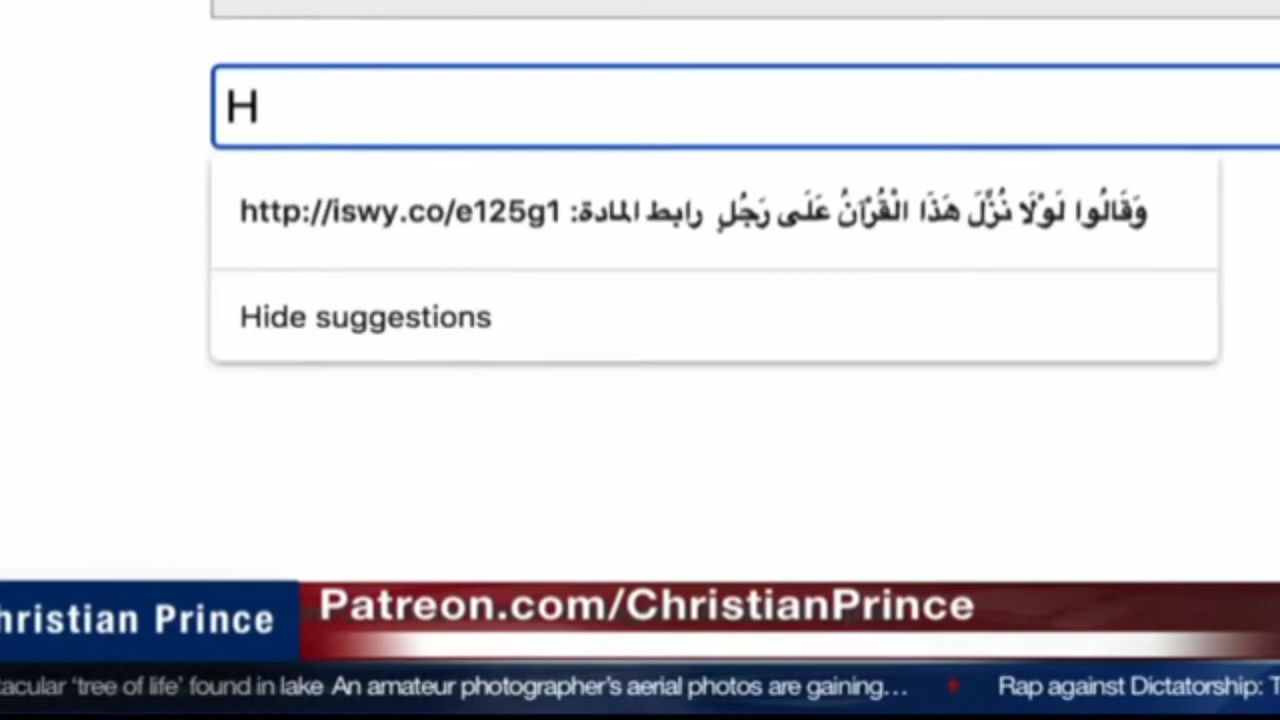 H
وَقَالُوا لَوْلَا نُزِّلَ هَذَا الْقُرْآنُ عَلَى رَجُلٍ رابط المادة: http://iswy.co/e125g1
Hide suggestions
hristian Prince
Patreon.com/ChristianPrince
tacular ‘tree of life’ found in lake An amateur photographer's aerial photos are gaining... Rap against Dictatorship: T